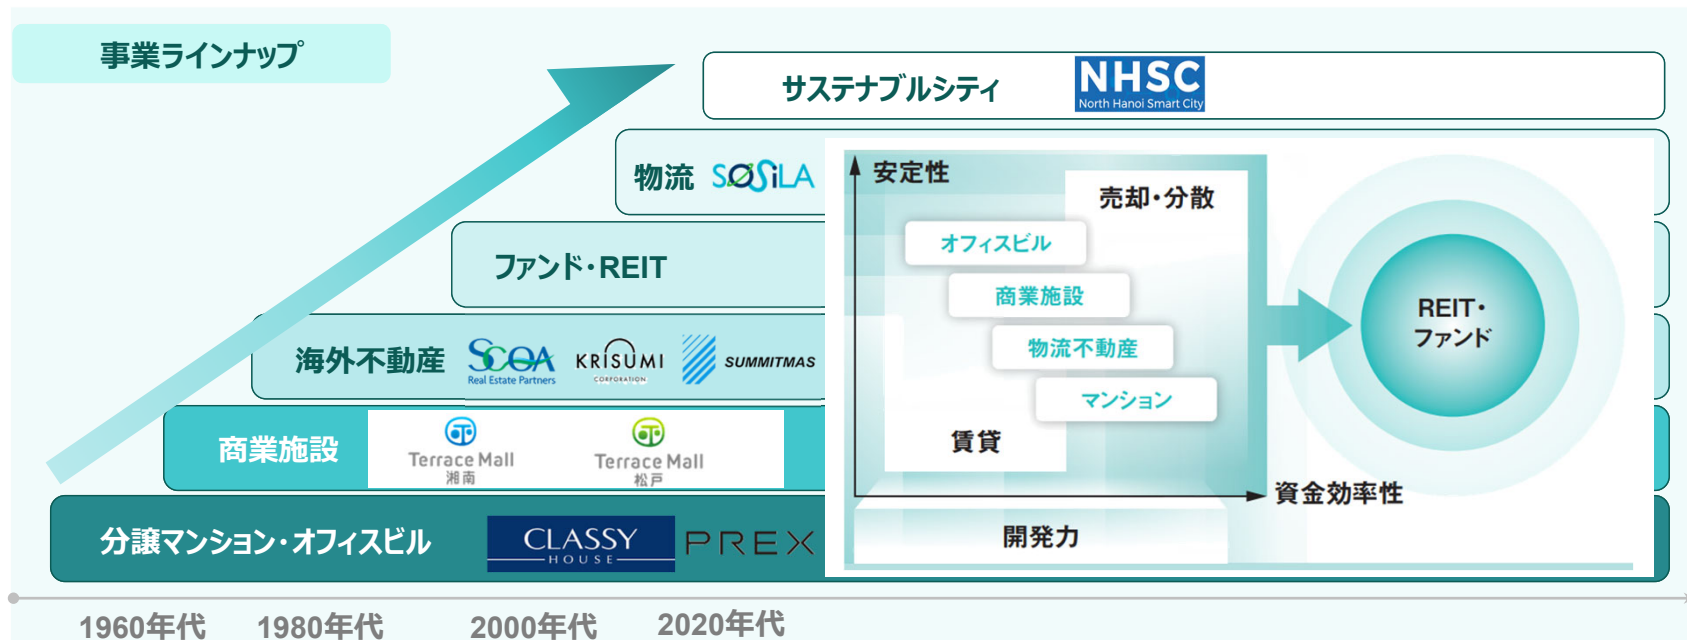 事業ラインナップ
サステナブルシティ
NHSC
North Hanoi Smart City
物流
SOSiLA
ファンド・REIT
海外不動産
SCOA
Real Estate Partners
KRISUMI
CORPORATION
SUMMITMAS
商業施設
Terrace Mall
湘南
Terrace Mall
松戸
分譲マンション・オフィスビル
CLASSY
HOUSE
PREX
安定性
売却・分散
オフィスビル
商業施設
物流不動産
マンション
賃貸
資金効率性
開発力
REIT・
ファンド
1960年代
1980年代
2000年代
2020年代